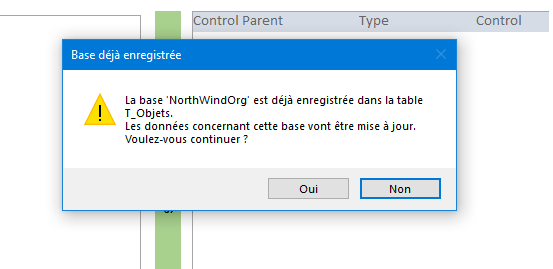 Control Parent Type Control
Base déjà enregistrée
La base 'NorthWindOrg' est déjà enregistrée dans la table
T_Objets.
Les données concernant cette base vont être mise à jour.
Voulez-vous continuer ?
Oui Non